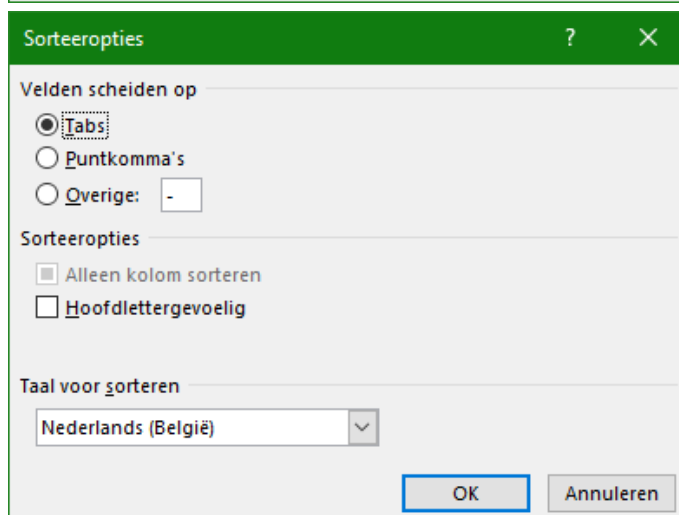 Sorteeropties ?
Velden scheiden op
Tabs
Puntkomma's
Overige: -
Sorteeropties
Alleen kolom sorteren
Hoofdlettergevoelig
Taal voor sorteren
Nederlands (België)
OK Annuleren